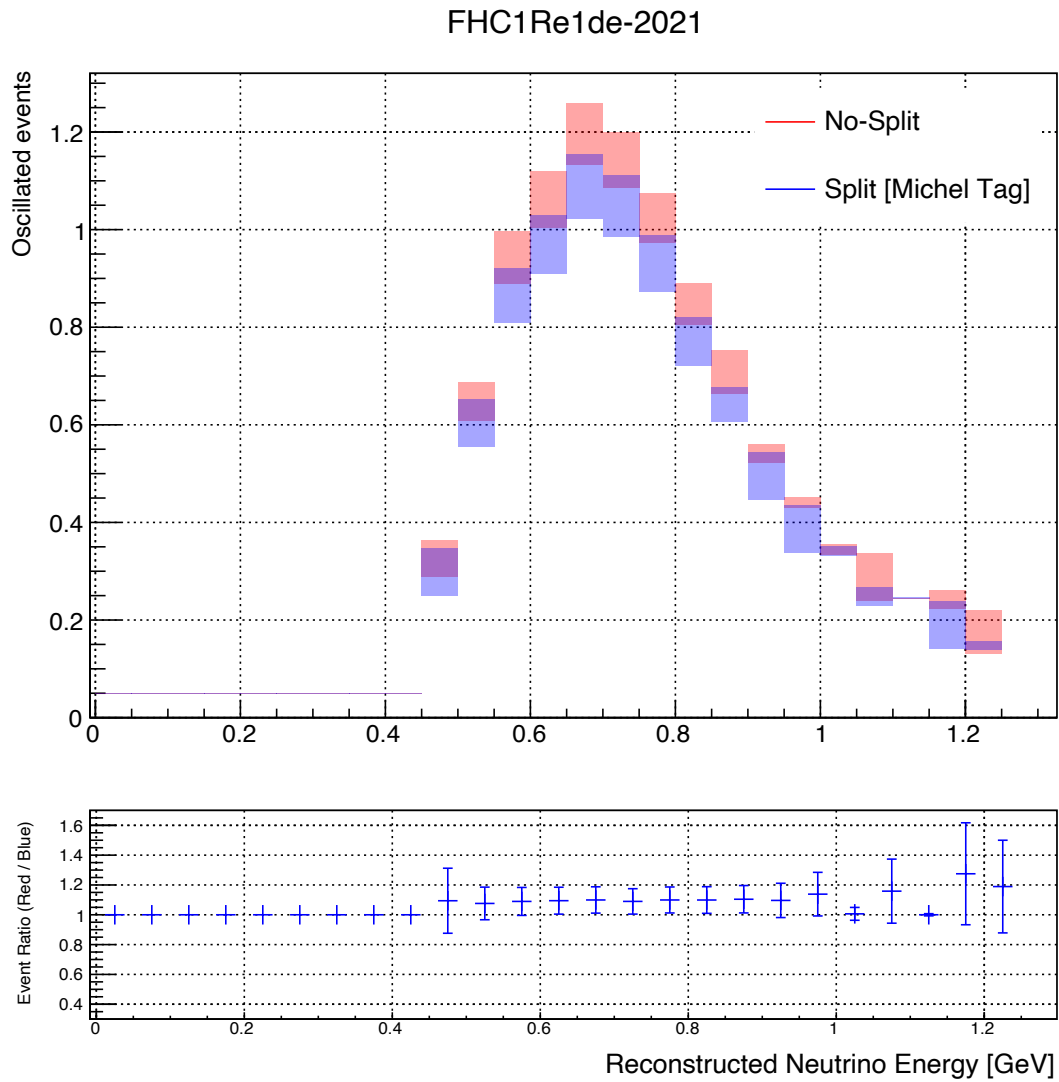 FHC1Re1de-2021
Oscillated events
1.2
1
0.8
0.6
0.4
0.2
0
No-Split
Split [Michel Tag]
0 0.2 0.4 0.6 0.8 1 1.2
Event Ratio (Red / Blue)
1.6
1.4
1.2
1
0.8
0.6
0.4
0 0.2 0.4 0.6 0.8 1 1.2
Reconstructed Neutrino Energy [GeV]